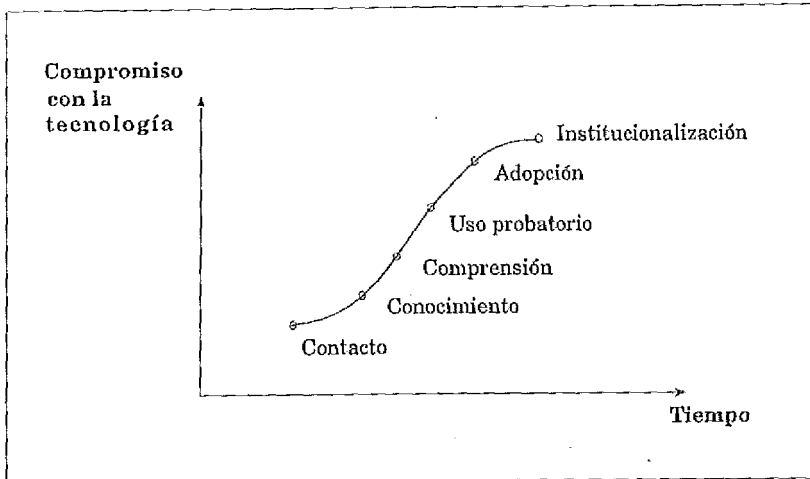 Compromiso
con la
tecnología
Institucionalización
Adopción
Uso probatorio
Comprensión
Conocimiento
Contacto
Tiempo